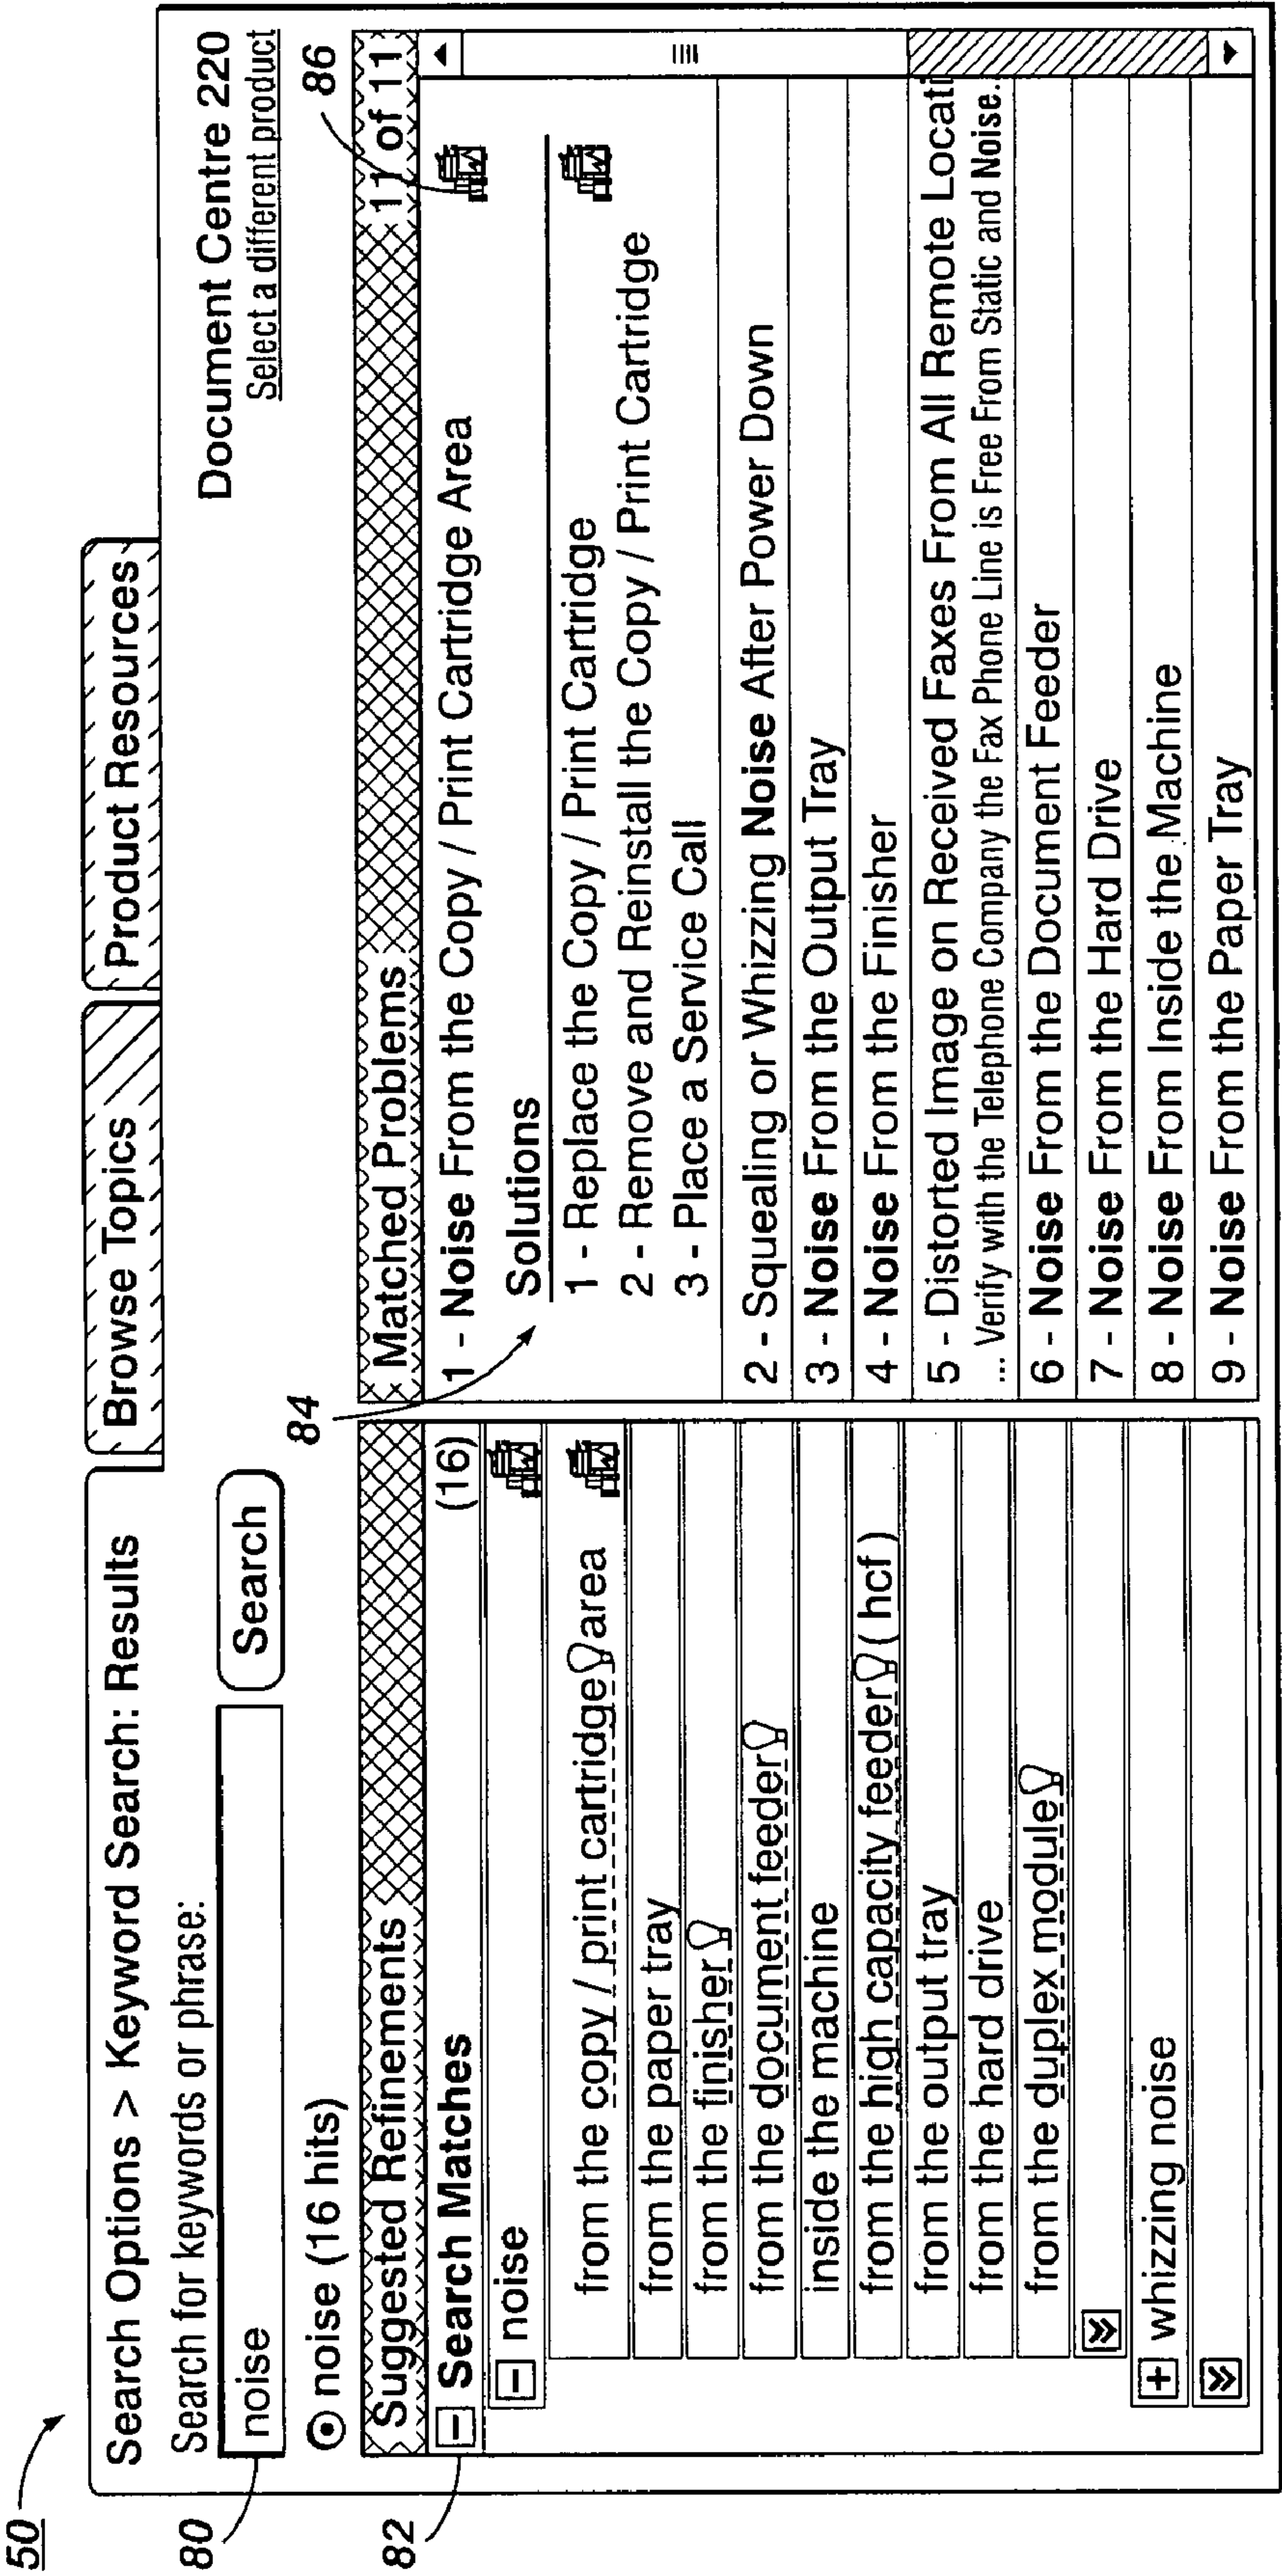 50
Search Options > Keyword Search: Results
Browse Topics
Product Resources
Document Centre 220
Select a different product
Search for keywords or phrase:
80
noise
Search
noise (16 hits)
84
86
82
Suggested Refinements
Search Matches (16)
noise
from the copy / print cartridge area
from the paper tray
from the finisher
from the document feeder
inside the machine
from the high capacity feeder ( hcf )
from the output tray
from the hard drive
from the duplex module
+ whizzing noise
Matched Problems 11 of 11
1 - Noise From the Copy / Print Cartridge Area
Solutions
1 - Replace the Copy / Print Cartridge
2 - Remove and Reinstall the Copy / Print Cartridge
3 - Place a Service Call
2 - Squealing or Whizzing Noise After Power Down
3 - Noise From the Output Tray
4 - Noise From the Finisher
5 - Distorted Image on Received Faxes From All Remote Locati
... Verify with the Telephone Company the Fax Phone Line is Free From Static and Noise.
6 - Noise From the Document Feeder
7 - Noise From the Hard Drive
8 - Noise From Inside the Machine
9 - Noise From the Paper Tray